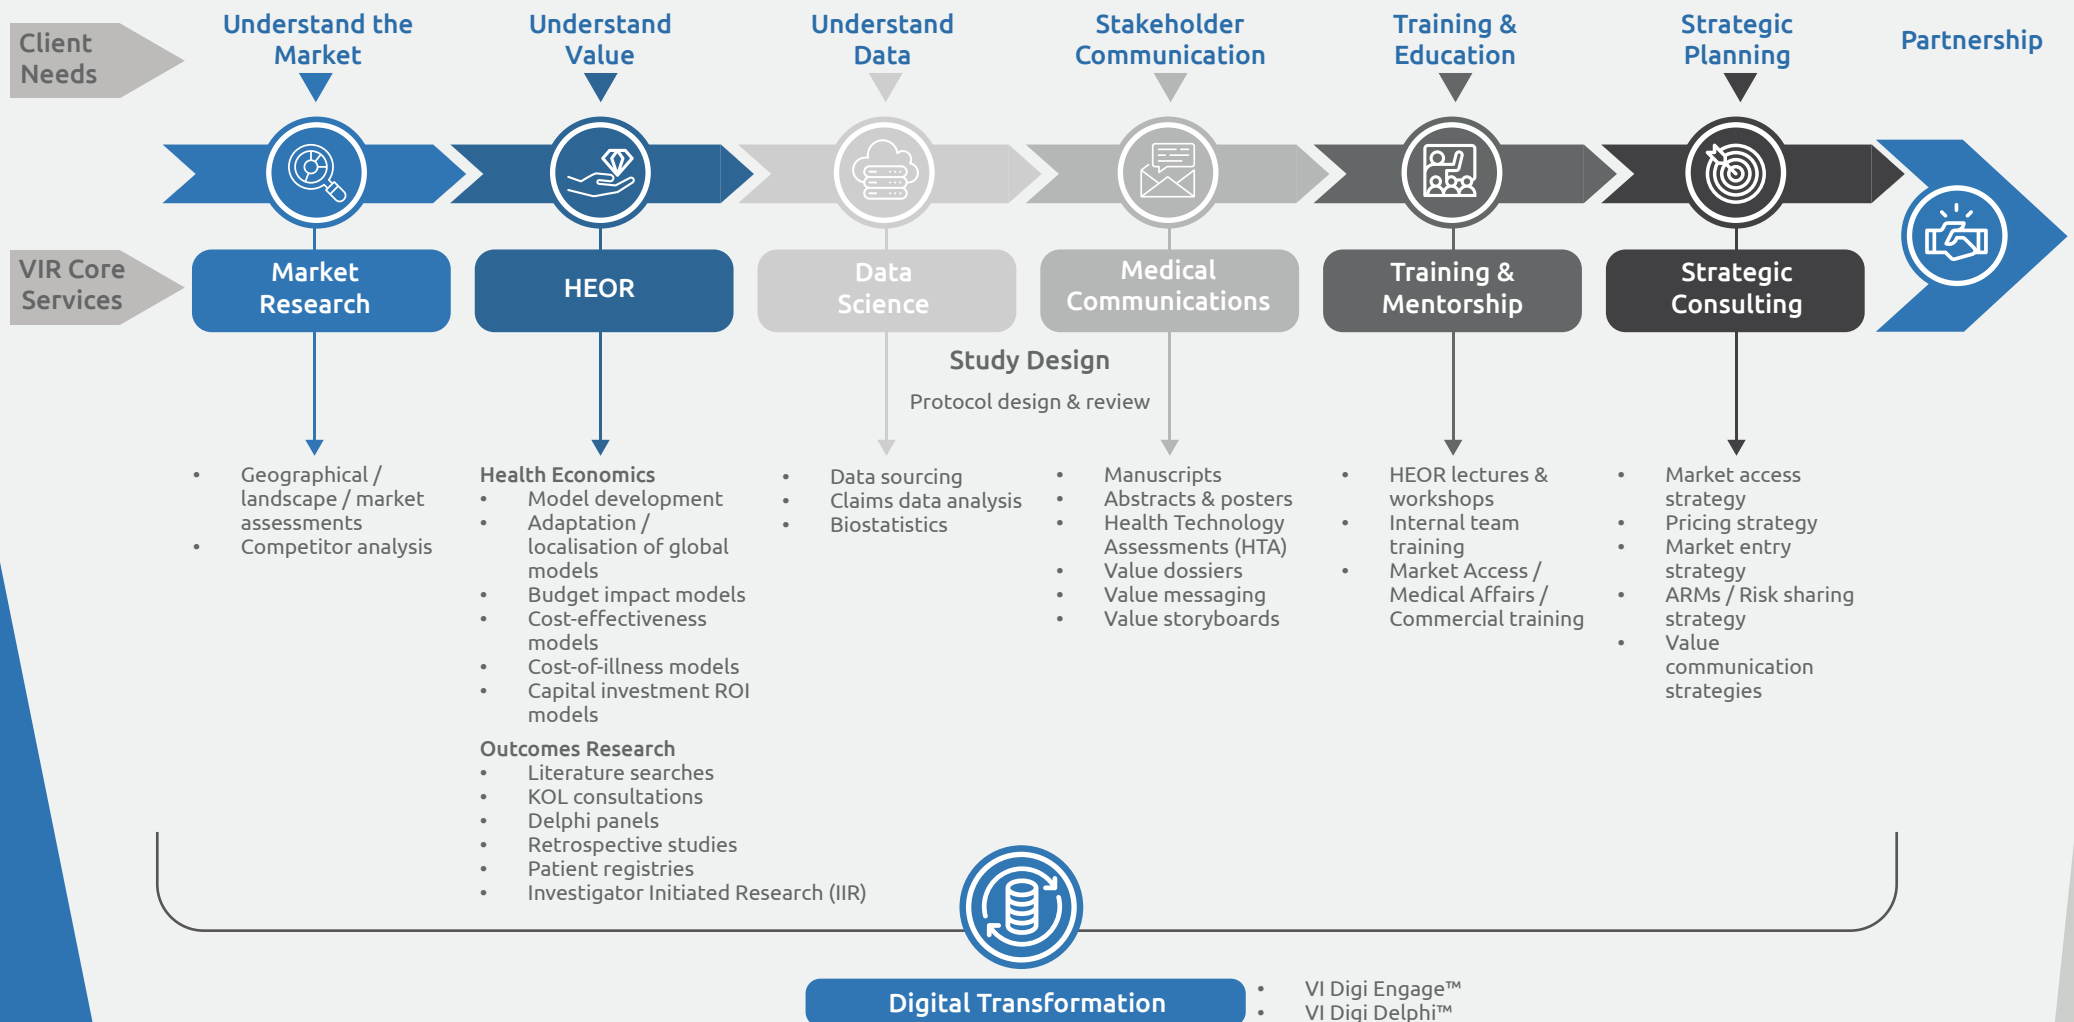 Client
Needs
Understand the
Market
Understand
Value
Understand
Data
Stakeholder
Communication
Training &
Education
Strategic
Planning
Partnership
VIR Core
Services
Market
Research
HEOR
Data
Science
Medical
Communications
Training &
Mentorship
Strategic
Consulting
Study Design
Protocol design & review
• Geographical /
landscape / market
assessments
• Competitor analysis
Health Economics
• Model development
• Adaptation /
localisation of global
models
• Budget impact models
• Cost-effectiveness
models
• Cost-of-illness models
• Capital investment ROI
models
Outcomes Research
• Literature searches
• KOL consultations
• Delphi panels
• Retrospective studies
• Patient registries
• Investigator Initiated Research (IIR)
• Data sourcing
• Claims data analysis
• Biostatistics
• Manuscripts
• Abstracts & posters
• Health Technology
Assessments (HTA)
• Value dossiers
• Value messaging
• Value storyboards
• HEOR lectures &
workshops
• Internal team
training
• Market Access /
Medical Affairs /
Commercial training
• Market access
strategy
• Pricing strategy
• Market entry
strategy
• ARMs / Risk sharing
strategy
• Value
communication
strategies
Digital Transformation
• VI Digi Engage™
• VI Digi Delphi™